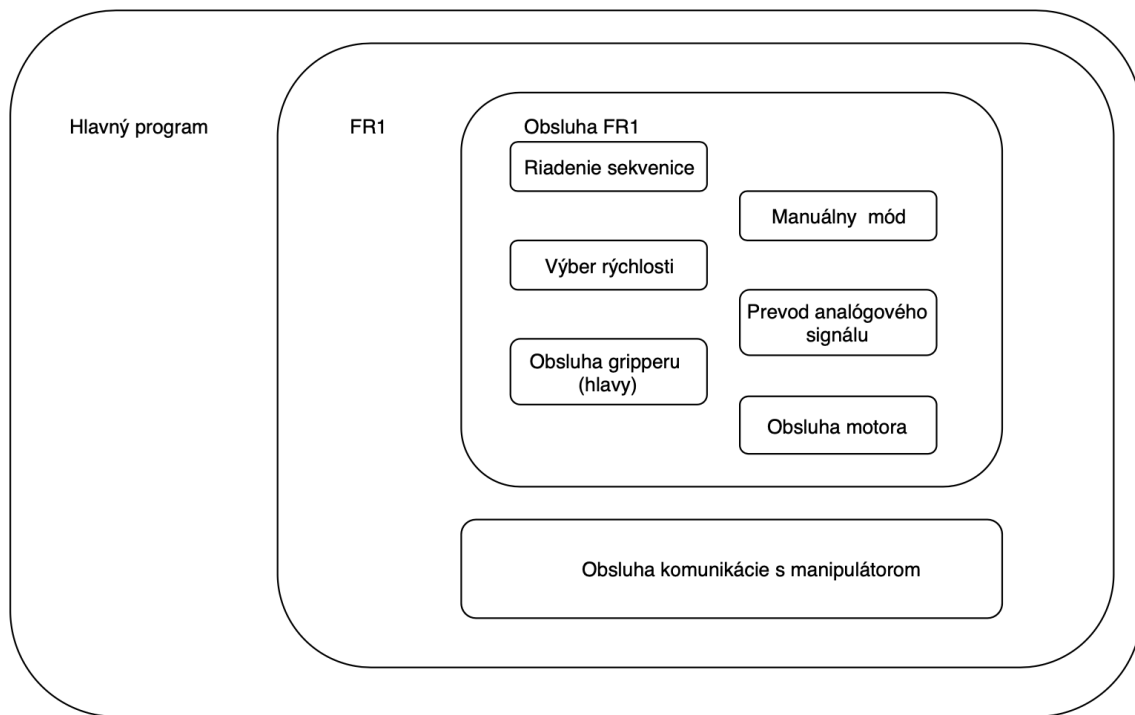 Hlavný program
FR1
Obsluha FR1
Riadenie sekvenice
Manuálny mód
Výber rýchlosti
Prevod analógového
signálu
Obsluha gripperu
(hlavy)
Obsluha motora
Obsluha komunikácie s manipulátorom